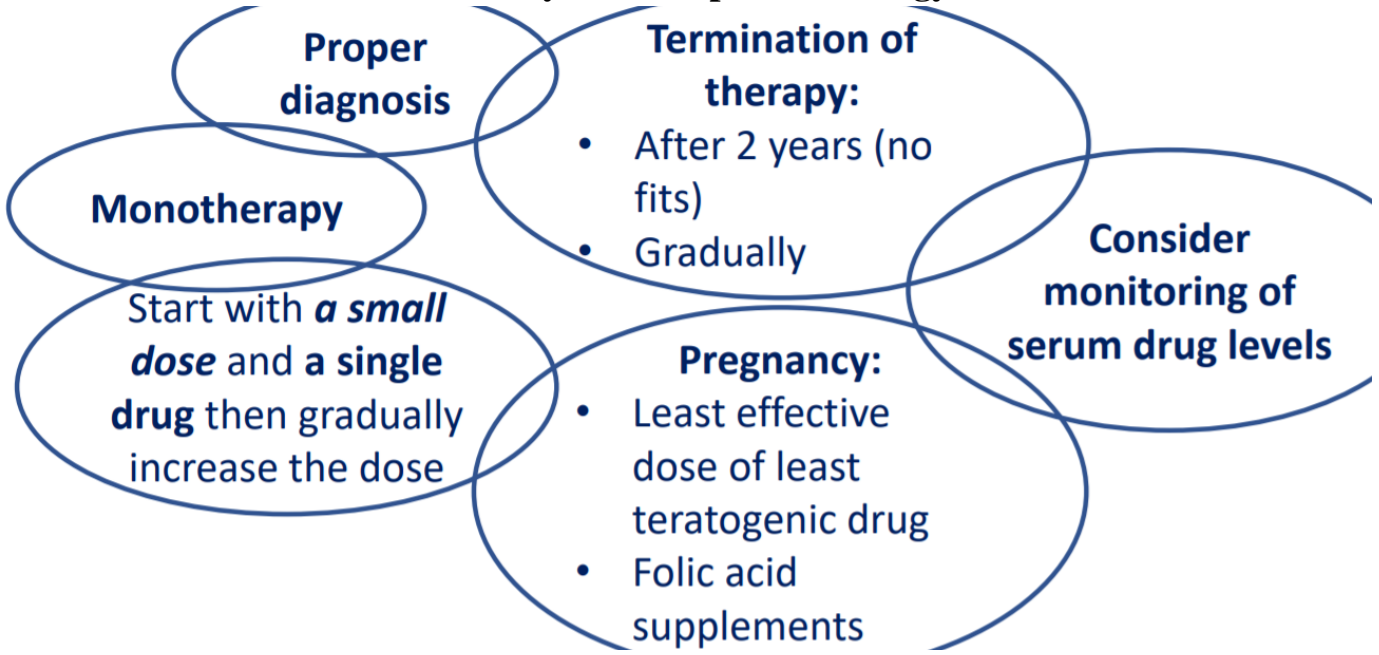 Proper
diagnosis
Monotherapy
Start with a small
dose and a single
drug then gradually
increase the dose
Termination of
therapy:
• After 2 years (no
fits)
• Gradually
Pregnancy:
• Least effective
dose of least
teratogenic drug
• Folic acid
supplements
Consider
monitoring of
serum drug levels